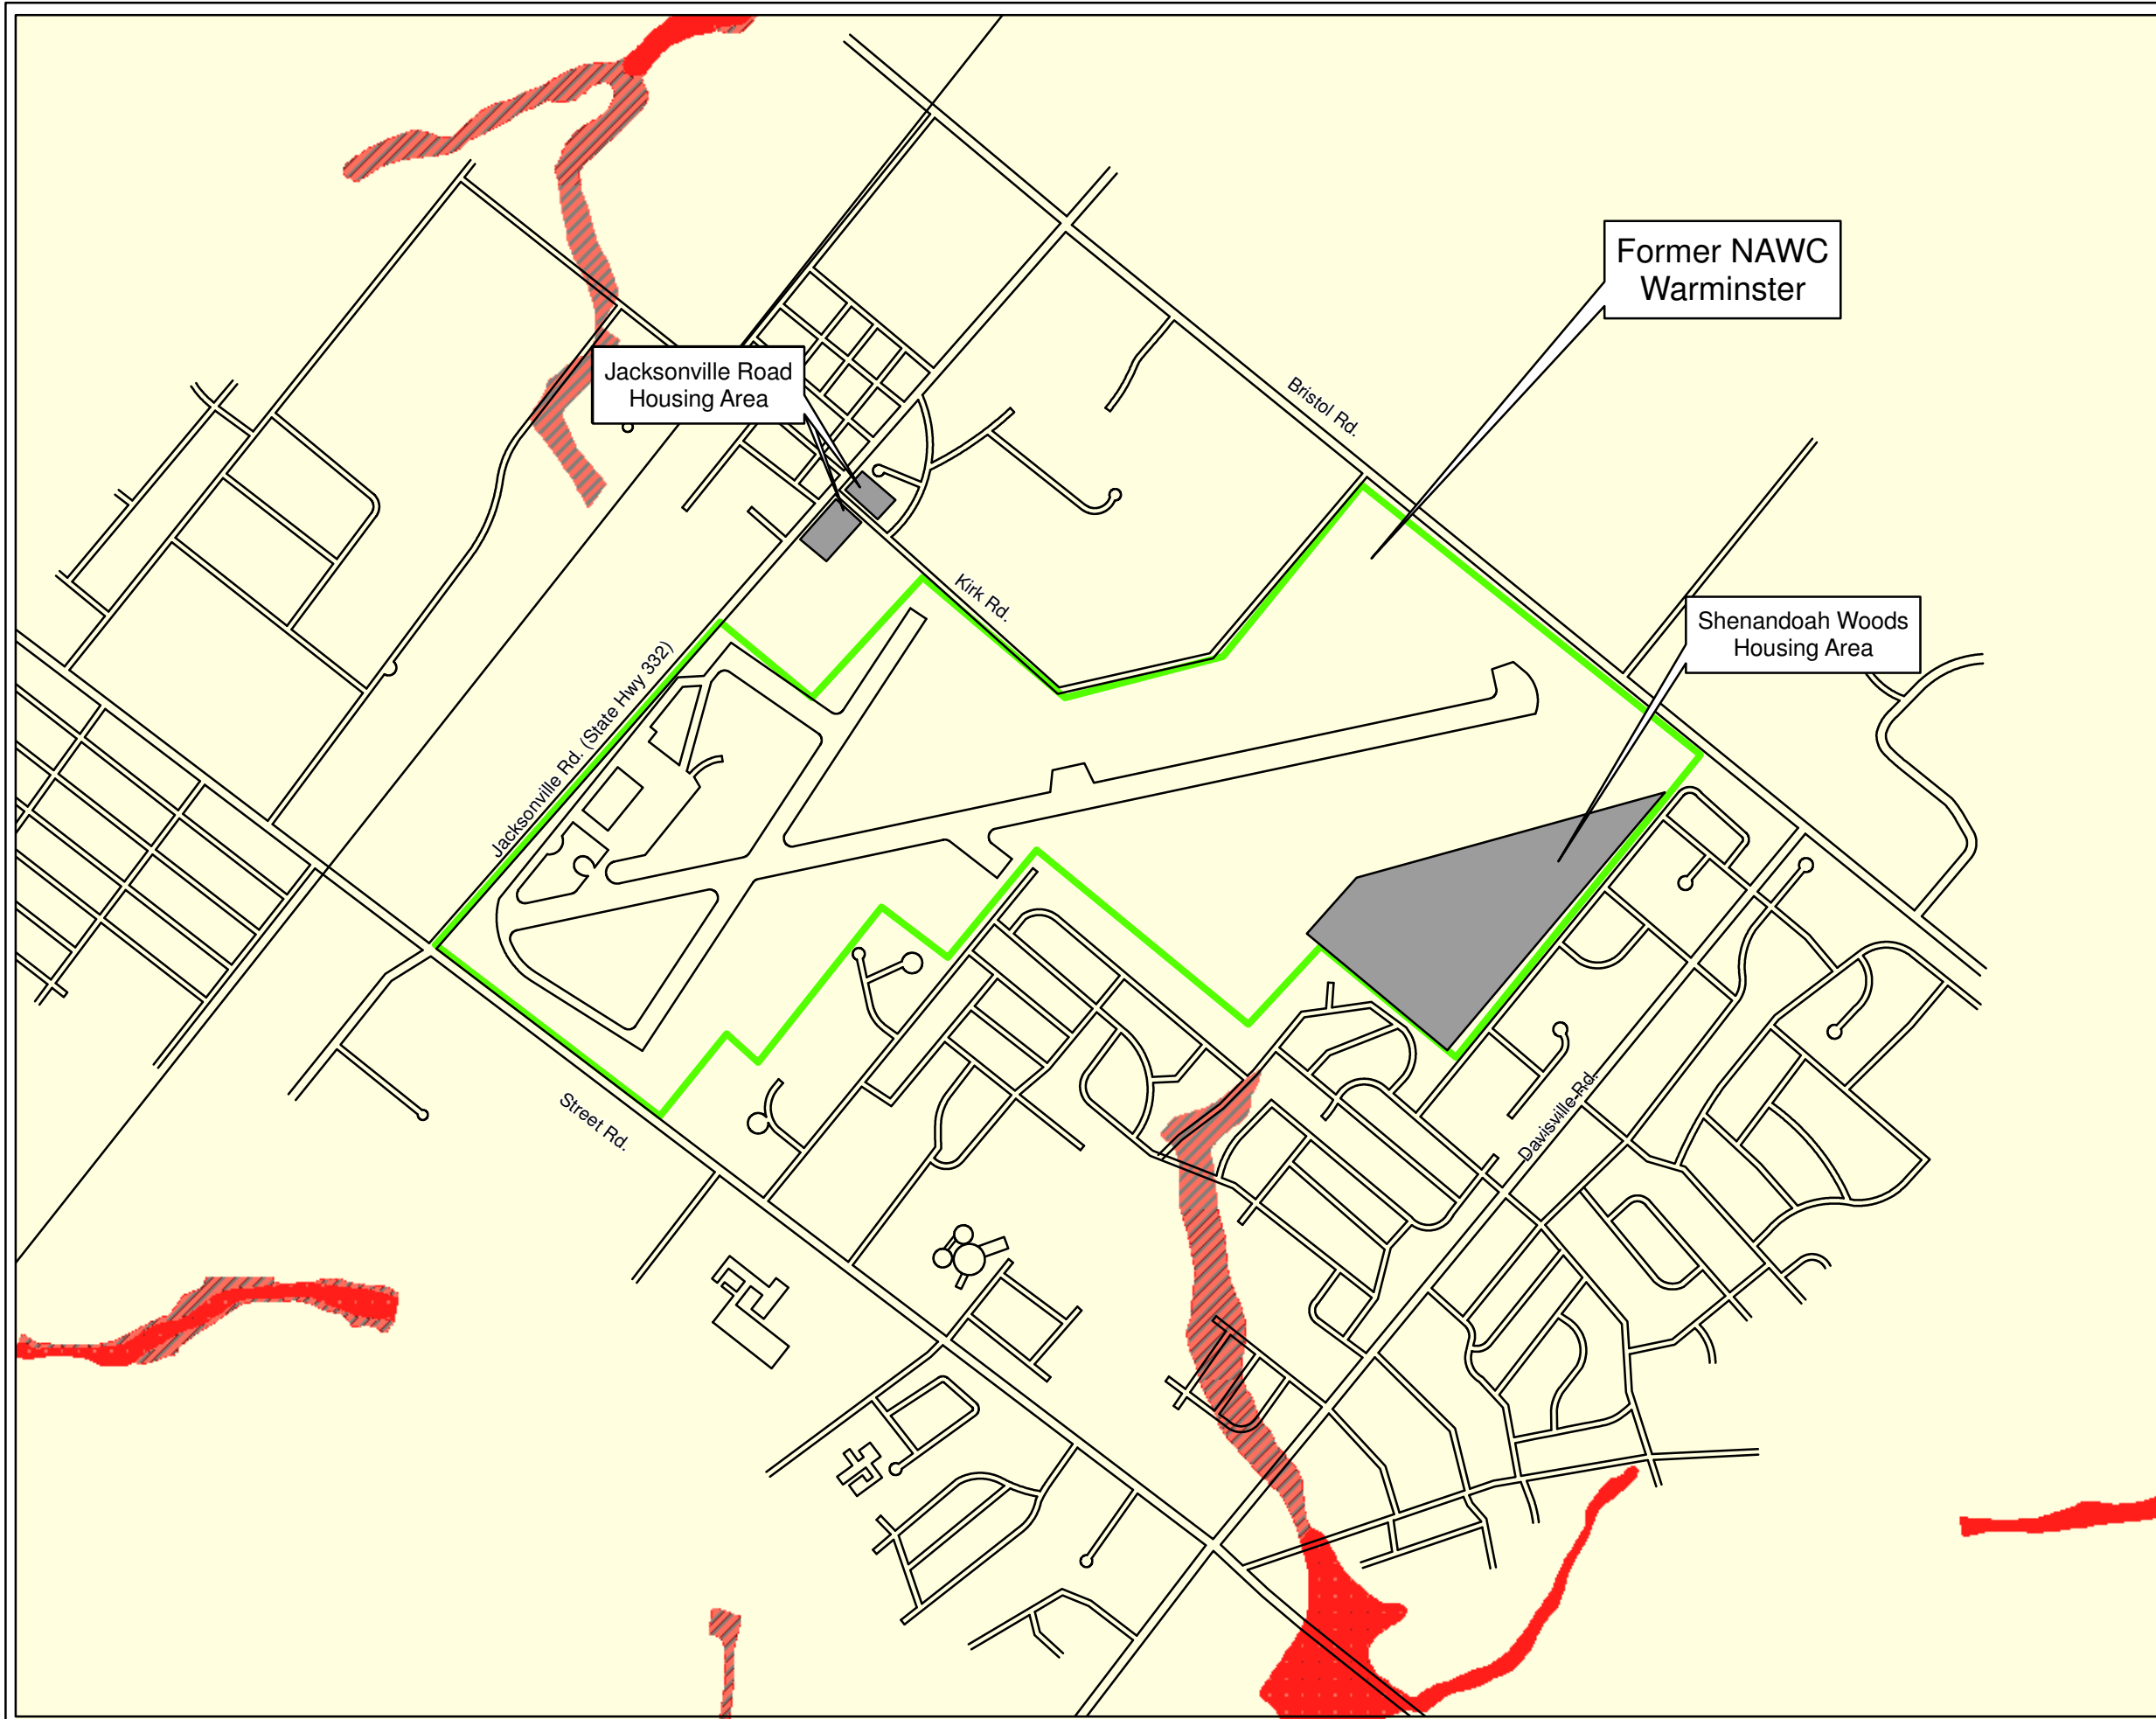 Former NAWC
Warminster
Jacksonville Road
Housing Area
Bristol Rd.
Kirk Rd.
Shenandoah Woods
Housing Area
Jacksonville Rd. (State Hwy 332)
Street Rd.
Davisville Rd.